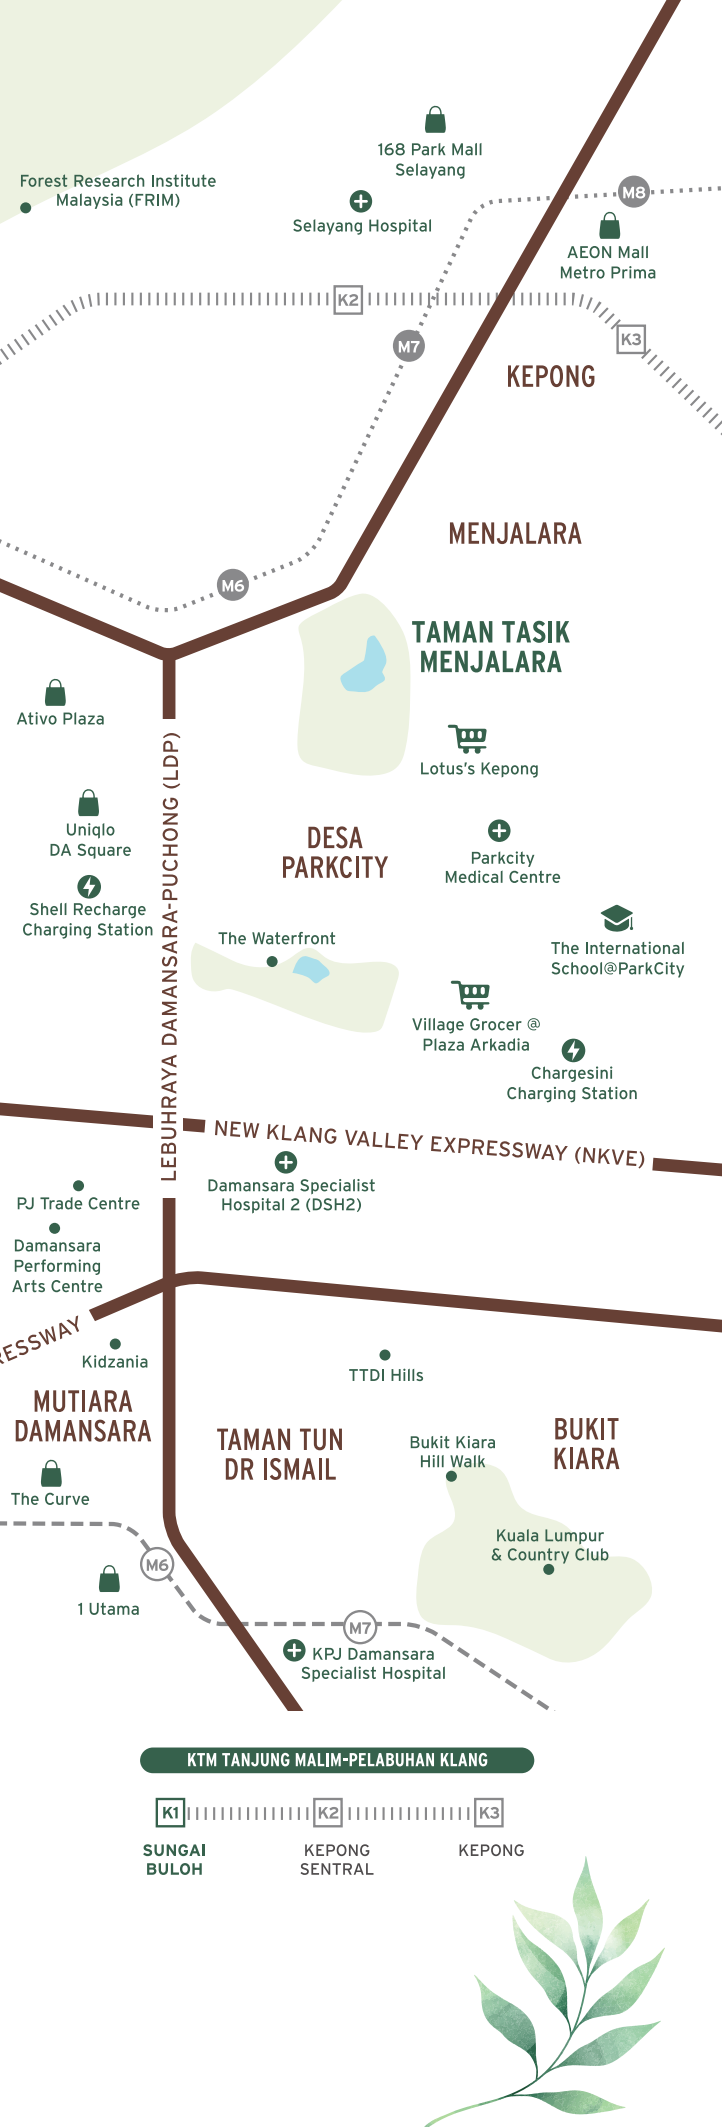 168 Park Mall
Selayang
Forest Research Institute
Malaysia (FRIM)
M8
Selayang Hospital
AEON Mall
Metro Prima
K2
K3
M7
KEPONG
MENJALARA
M6
TAMAN TASIK
MENJALARA
Ativo Plaza
Lotus's Kepong
LEBUHRAYA DAMANSARA-PUCHONG (LDP)
Uniqlo
DA Square
DESA
PARKCITY
Parkcity
Medical Centre
Shell Recharge
Charging Station
The Waterfront
The International
School@ParkCity
Village Grocer @
Plaza Arkadia
Chargesini
Charging Station
NEW KLANG VALLEY EXPRESSWAY (NKVE)
Damansara Specialist
Hospital 2 (DSH2)
PJ Trade Centre
Damansara
Performing
Arts Centre
RESSWAY
Kidzania
TTDI Hills
MUTIARA
DAMANSARA
TAMAN TUN
DR ISMAIL
BUKIT
KIARA
Bukit Kiara
Hill Walk
The Curve
Kuala Lumpur
& Country Club
M6
1 Utama
M7
KPJ Damansara
Specialist Hospital
KTM TANJUNG MALIM-PELABUHAN KLANG
K1
K2
K3
SUNGAI
BULOH
KEPONG
SENTRAL
KEPONG